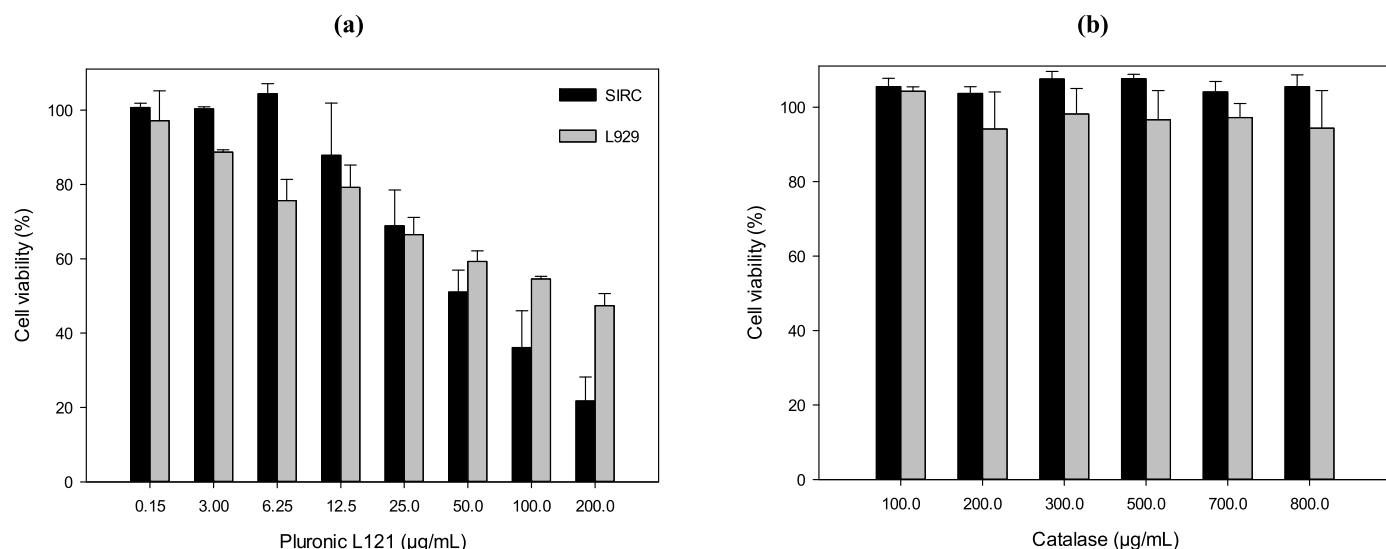 (a)
(b)
SIRC
L929
Cell viability (%)
100
80
60
40
20
0
0.15 3.00 6.25 12.5 25.0 50.0 100.0 200.0
Pluronic L121 (µg/mL)
Cell viability (%)
100
80
60
40
20
0
100.0 200.0 300.0 500.0 700.0 800.0
Catalase (µg/mL)